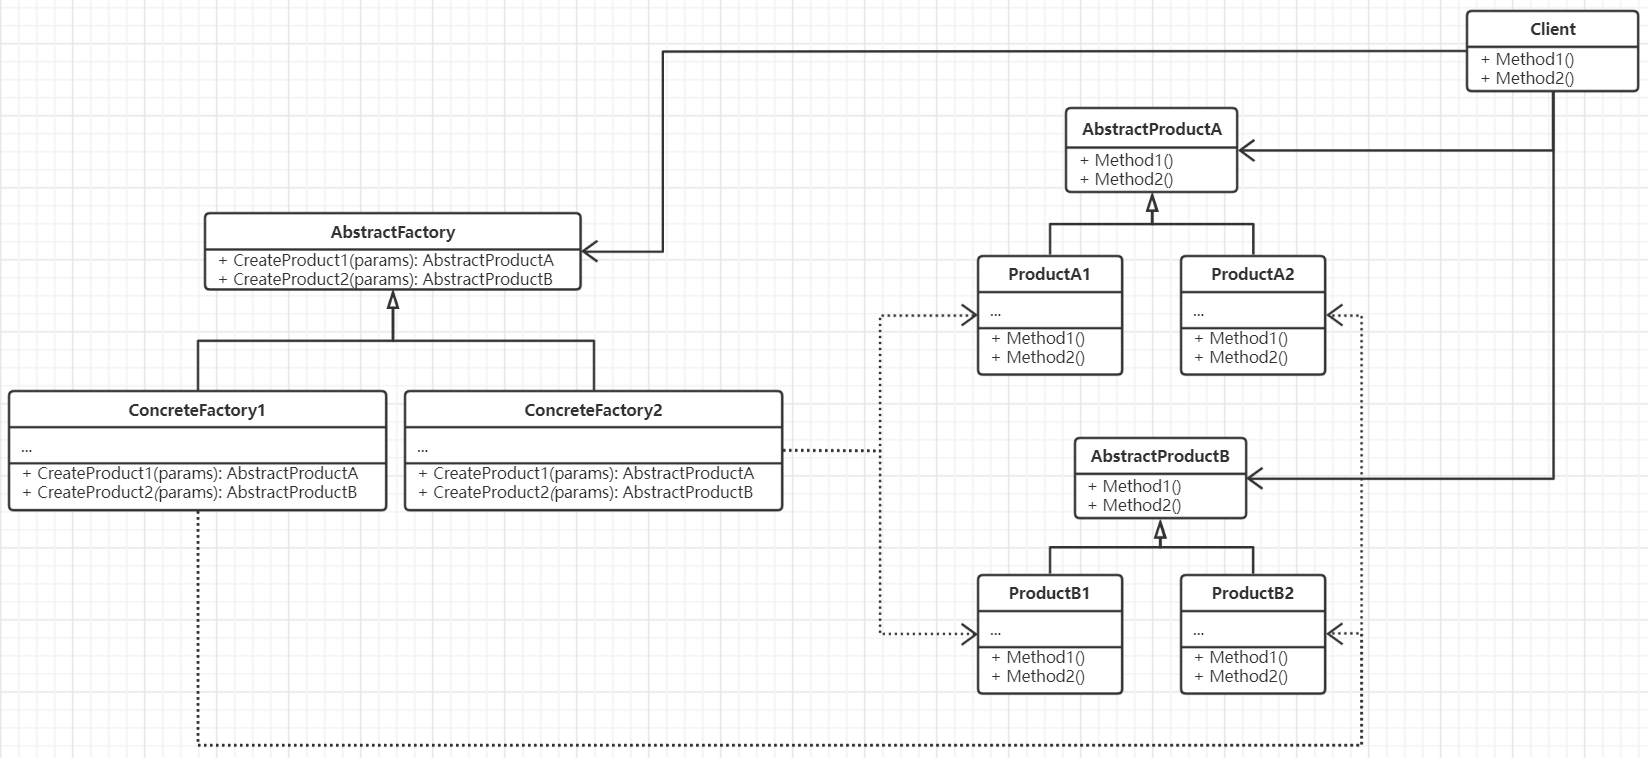 Client
+ Method1()
+ Method2()
AbstractProductA
+ Method1()
+ Method2()
AbstractFactory
+ CreateProduct1(params): AbstractProductA
+ CreateProduct2(params): AbstractProductB
ProductA1
...
+ Method1()
+ Method2()
ProductA2
...
+ Method1()
+ Method2()
ConcreteFactory1
...
+ CreateProduct1(params): AbstractProductA
+ CreateProduct2(params): AbstractProductB
ConcreteFactory2
...
+ CreateProduct1(params): AbstractProductA
+ CreateProduct2(params): AbstractProductB
AbstractProductB
+ Method1()
+ Method2()
ProductB1
...
+ Method1()
+ Method2()
ProductB2
...
+ Method1()
+ Method2()